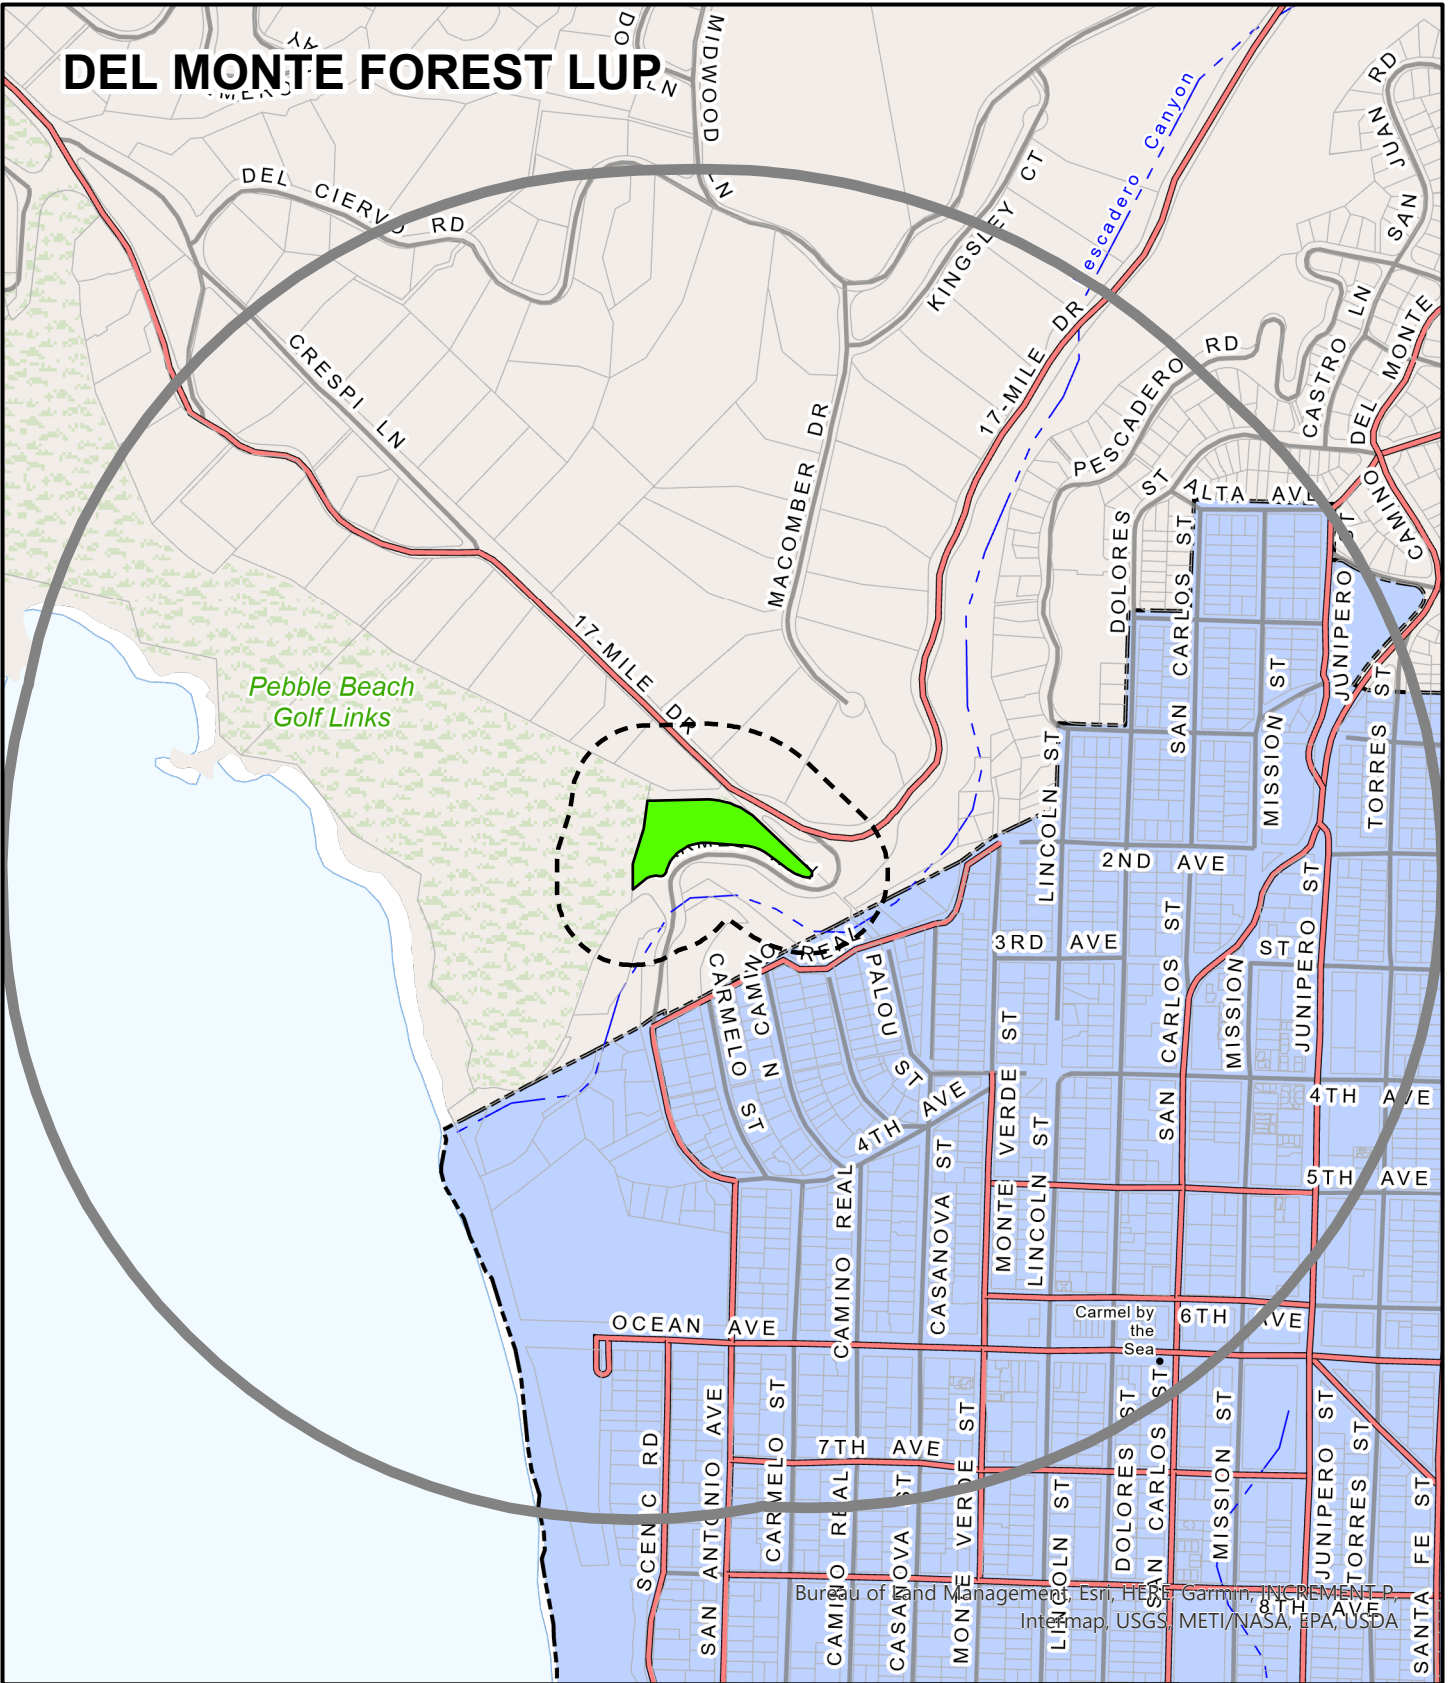 DEL MONTE FOREST LUP
MIDWOOD LN
DEL CIERVO RD
KINGSLEY CT
escadero Canyon
SAN JUAN RD
CRESPI LN
17-MILE DR
PESCADERO RD
CASTRO LN
DEL MONTE
CAMINO
MACOMBER DR
DOLORES ST
ALTA AVE
SAN CARLOS ST
JUNIPERO ST
17-MILE DR
Pebble Beach
Golf Links
MISSION ST
TORRES ST
LINCOLN ST
2ND AVE
3RD AVE
N CAMINO REAL
CARMELO ST
PALOU ST
MONTE VERDE ST
SAN CARLOS ST
MISSION ST
JUNIPERO ST
4TH AVE
4TH AVE
5TH AVE
CAMINO REAL
CASANOVA ST
MONTE
LINCOLN ST
OCEAN AVE
Carmel by
the
Sea
6TH AVE
SCENIC RD
SAN ANTONIO AVE
CARMELO ST
7TH AVE
CAMINO REAL
CASANOVA ST
MONTE VERDE ST
LINCOLN ST
DOLORES ST
SAN CARLOS ST
MISSION ST
JUNIPERO ST
TORRES ST
SANTA FE ST
8TH AVE
Bureau of Land Management, Esri, HERE, Garmin, INCREMENT P,
Intermap, USGS, METI/NASA, EPA, USDA